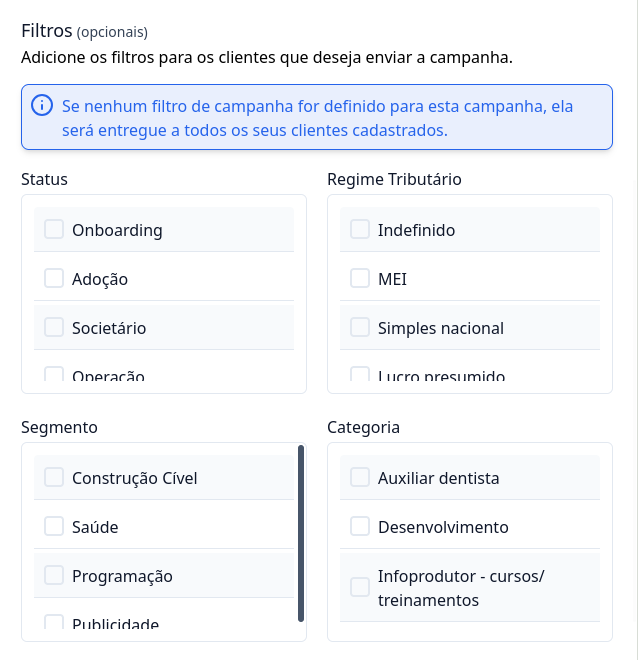 Filtros (opcionais)
Adicione os filtros para os clientes que deseja enviar a campanha.
Se nenhum filtro de campanha for definido para esta campanha, ela
será entregue a todos os seus clientes cadastrados.
Status
Onboarding
Adoção
Societário
Operação
Regime Tributário
Indefinido
MEI
Simples nacional
Lucro presumido
Segmento
Construção Cível
Saúde
Programação
Publicidade
Categoria
Auxiliar dentista
Desenvolvimento
Infoprodutor - cursos/
treinamentos